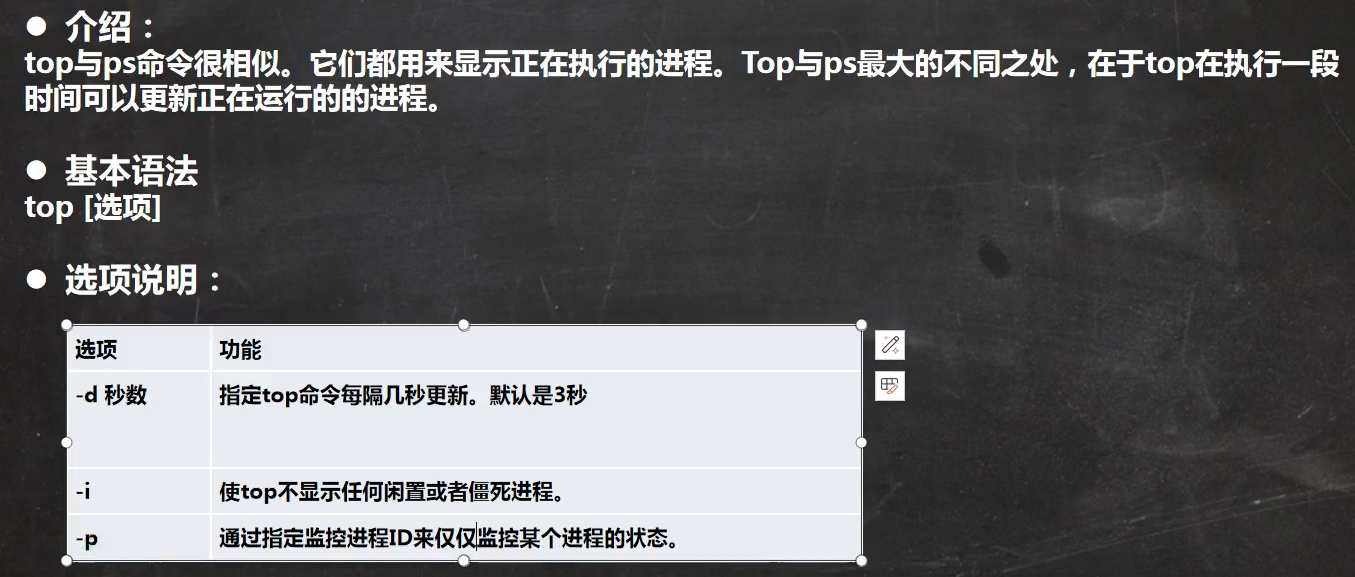 ● 介绍：
top与ps命令很相似。它们都用来显示正在执行的进程。Top与ps最大的不同之处，在于top在执行一段
时间可以更新正在运行的的进程。
● 基本语法
top [选项]
● 选项说明：
选项 功能
-d 秒数 指定top命令每隔几秒更新。默认是3秒
-i 使top不显示任何闲置或者僵死进程。
-p 通过指定监控进程ID来仅仅监控某个进程的状态。